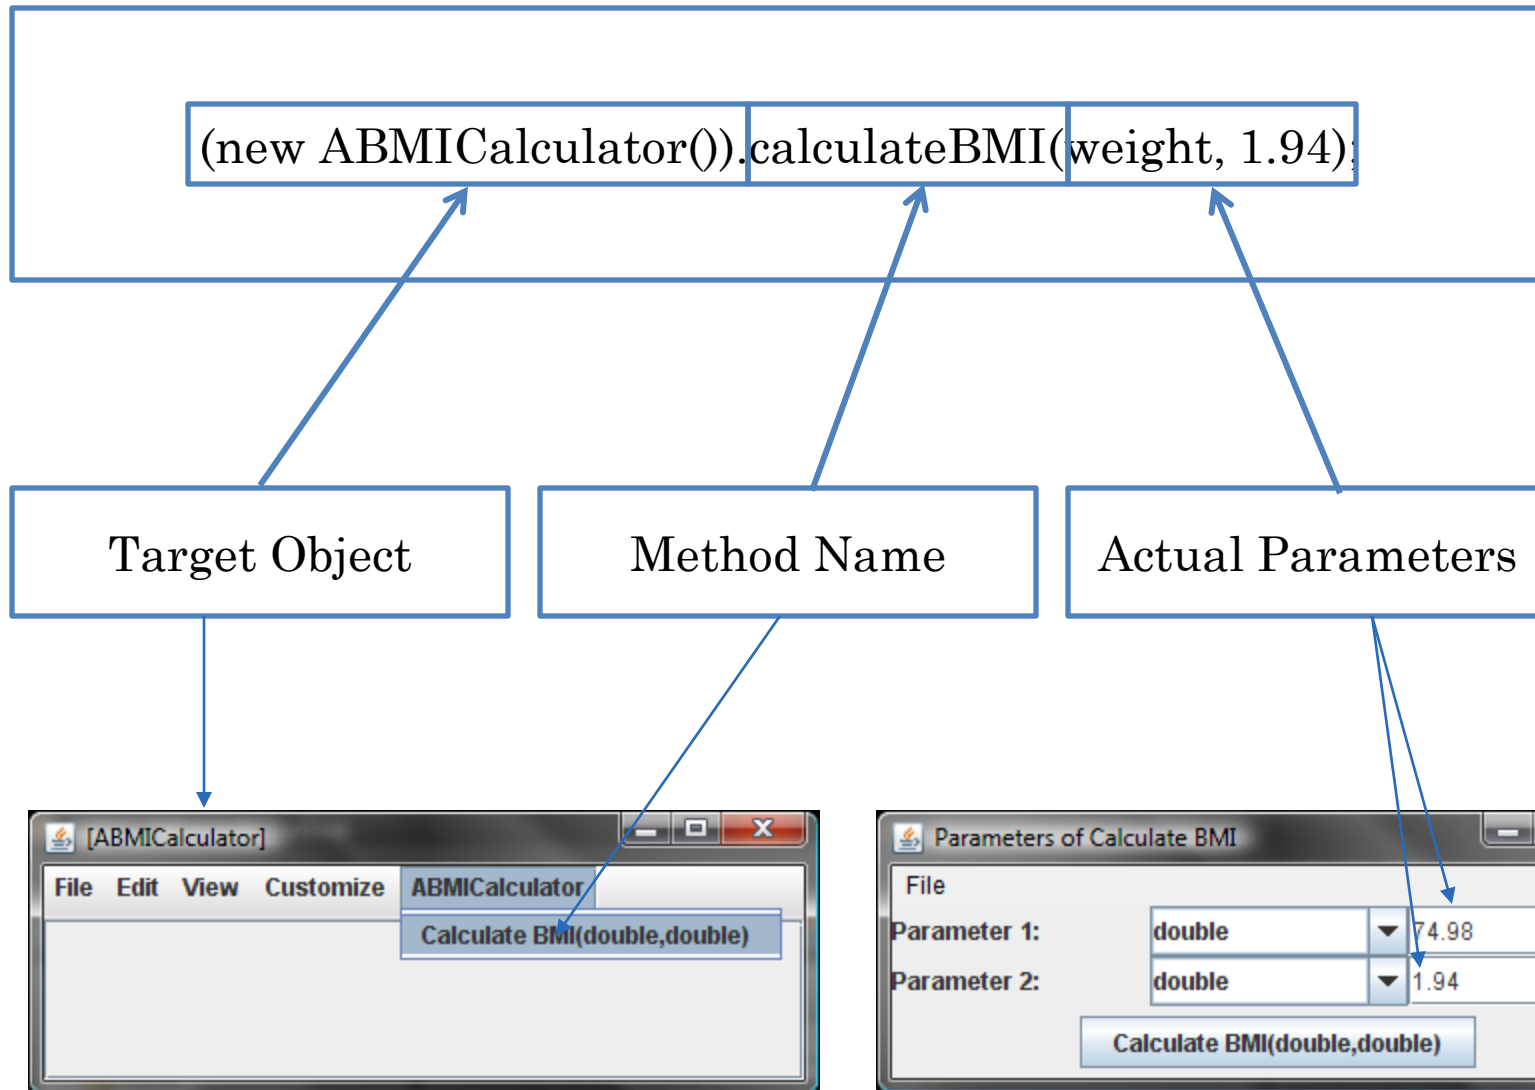 (new ABMICalculator()).calculateBMI(weight, 1.94);
Target Object
Method Name
Actual Parameters
[ABMICalculator]
File Edit View Customize ABMICalculator
Calculate BMI(double,double)
Parameters of Calculate BMI
File
Parameter 1: double 74.98
Parameter 2: double 1.94
Calculate BMI(double,double)